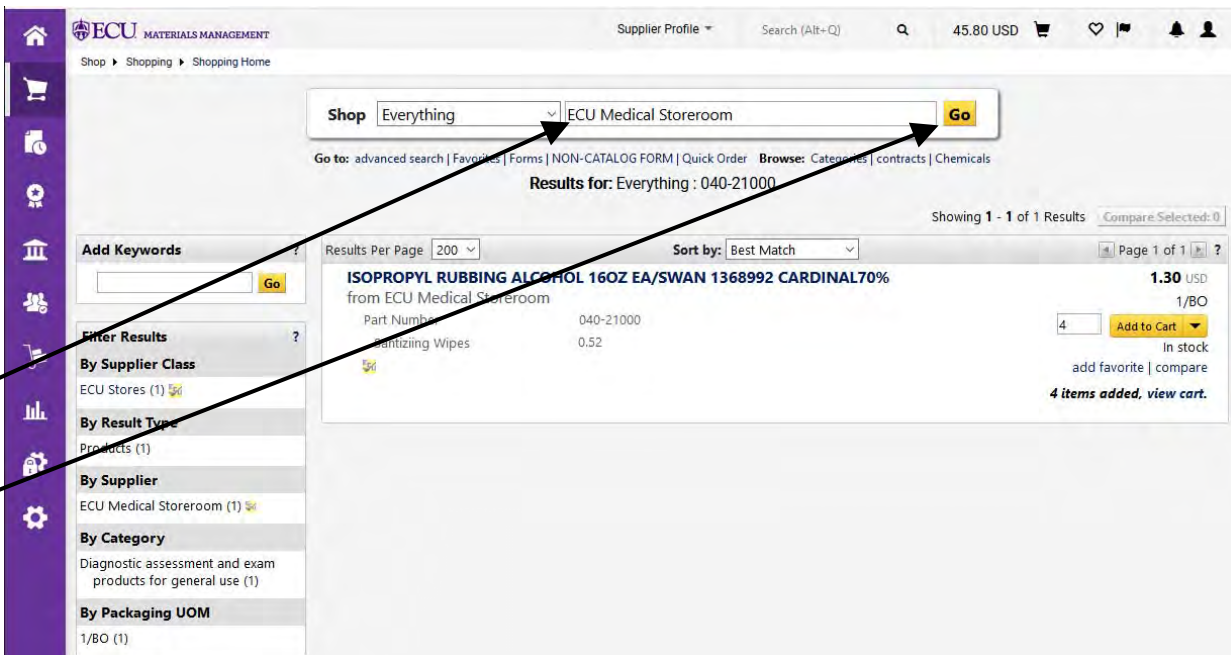 ECU MATERIALS MANAGEMENT
Supplier Profile
Search (Alt+Q)
45.80 USD
Shop Shopping Shopping Home
Shop Everything ECU Medical Storeroom Go
Go to: advanced search | Favorites | Forms | NON-CATALOG FORM | Quick Order Browse: Categories | contracts | Chemicals
Results for: Everything : 040-21000
Showing 1 - 1 of 1 Results Compare Selected: 0
Add Keywords ?
Go
Results Per Page 200 Sort by: Best Match Page 1 of 1 ?
ISOPROPYL RUBBING ALCOHOL 16OZ EA/SWAN 1368992 CARDINAL70%
from ECU Medical Storeroom
Part Number 040-21000
Santiziing Wipes 0.52
1.30 USD
1/BO
4 Add to Cart
In stock
add favorite | compare
4 items added, view cart.
Filter Results ?
By Supplier Class
ECU Stores (1)
By Result Type
Products (1)
By Supplier
ECU Medical Storeroom (1)
By Category
Diagnostic assessment and exam
products for general use (1)
By Packaging UOM
1/BO (1)